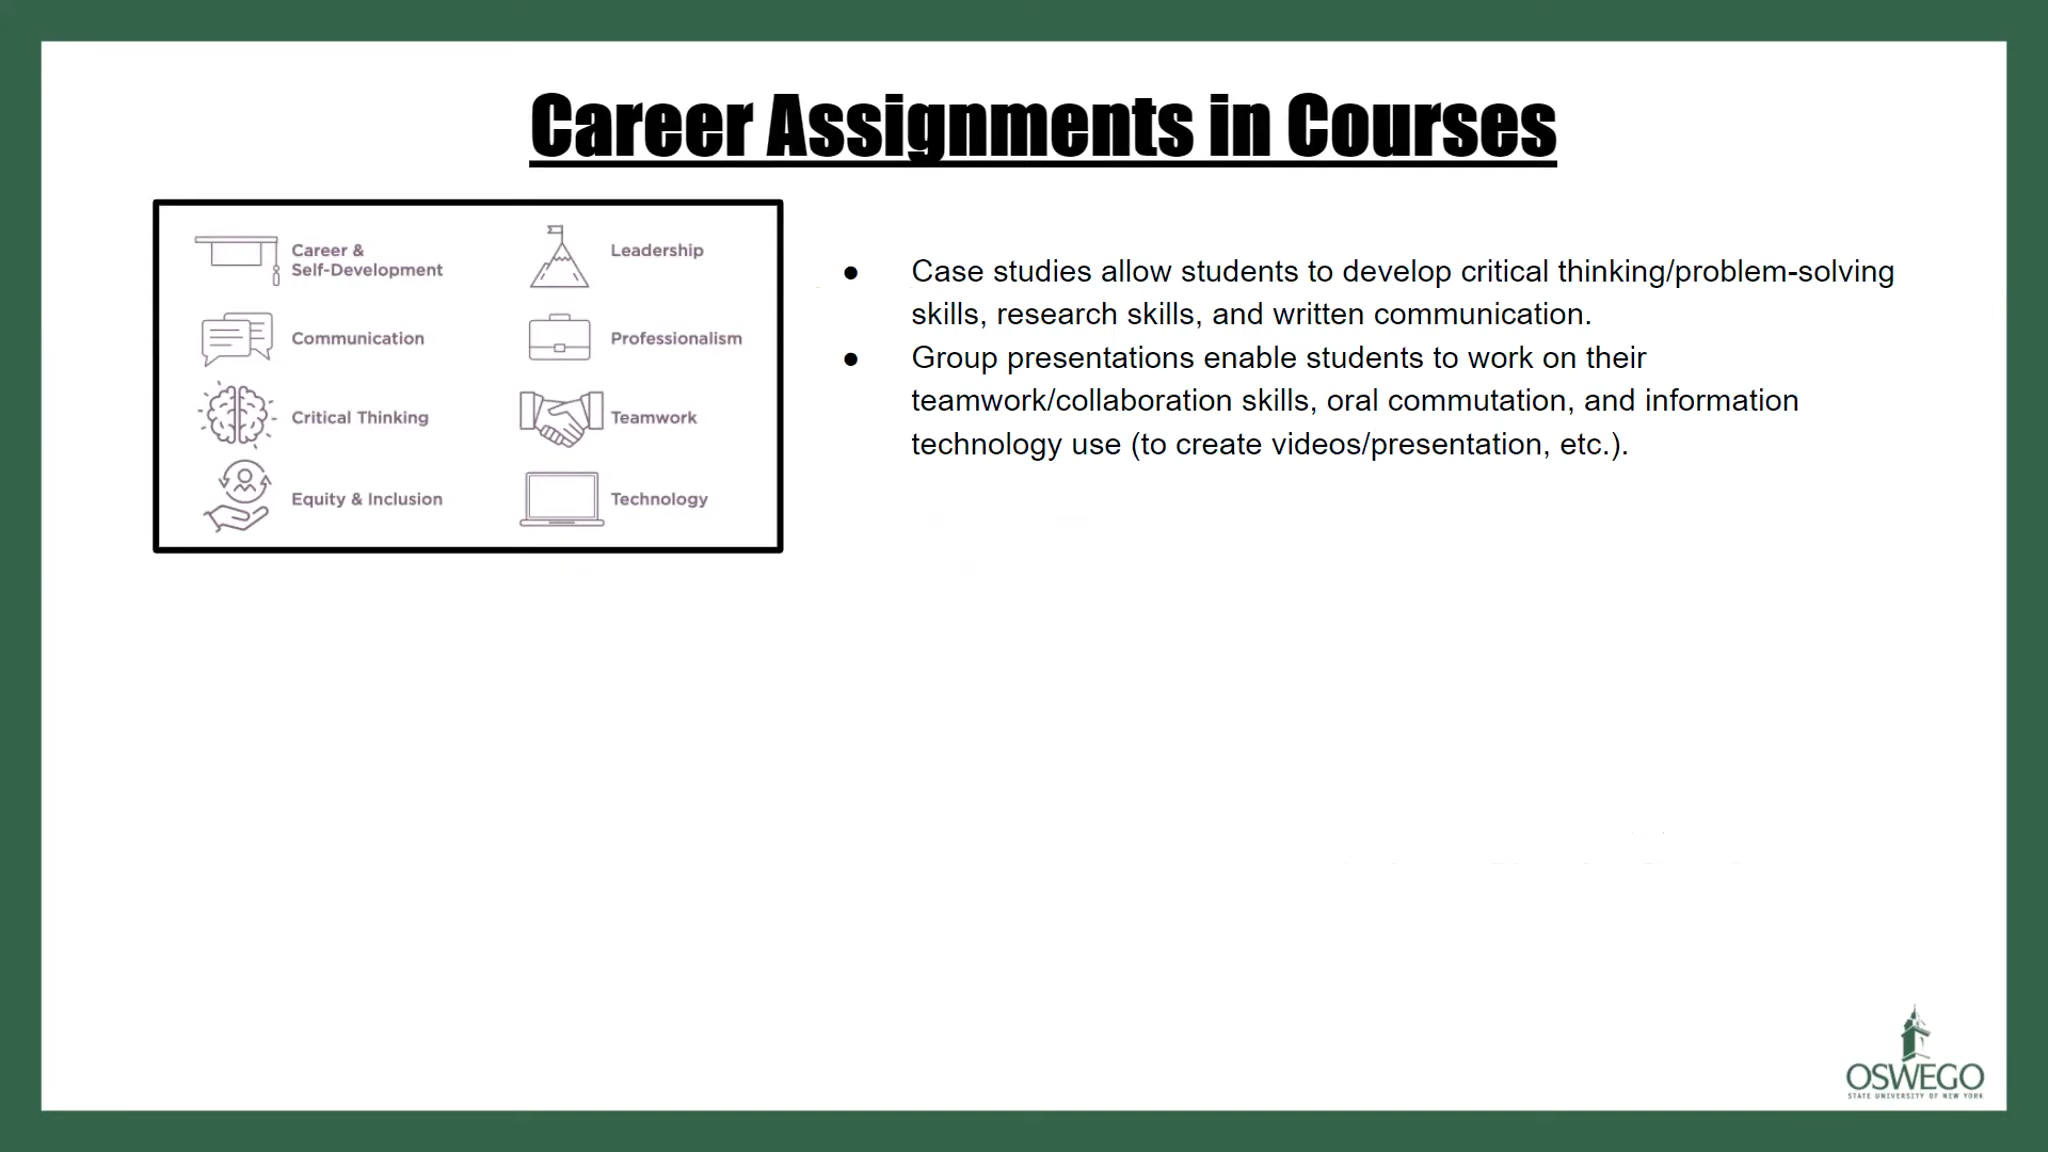 Career Assignments in Courses
Career &
Self-Development
Leadership
Communication
Professionalism
Critical Thinking
Teamwork
Equity & Inclusion
Technology
● Case studies allow students to develop critical thinking/problem-solving
skills, research skills, and written communication.
● Group presentations enable students to work on their
teamwork/collaboration skills, oral commutation, and information
technology use (to create videos/presentation, etc.).
OSWEGO
STATE UNIVERSITY OF NEW YORK